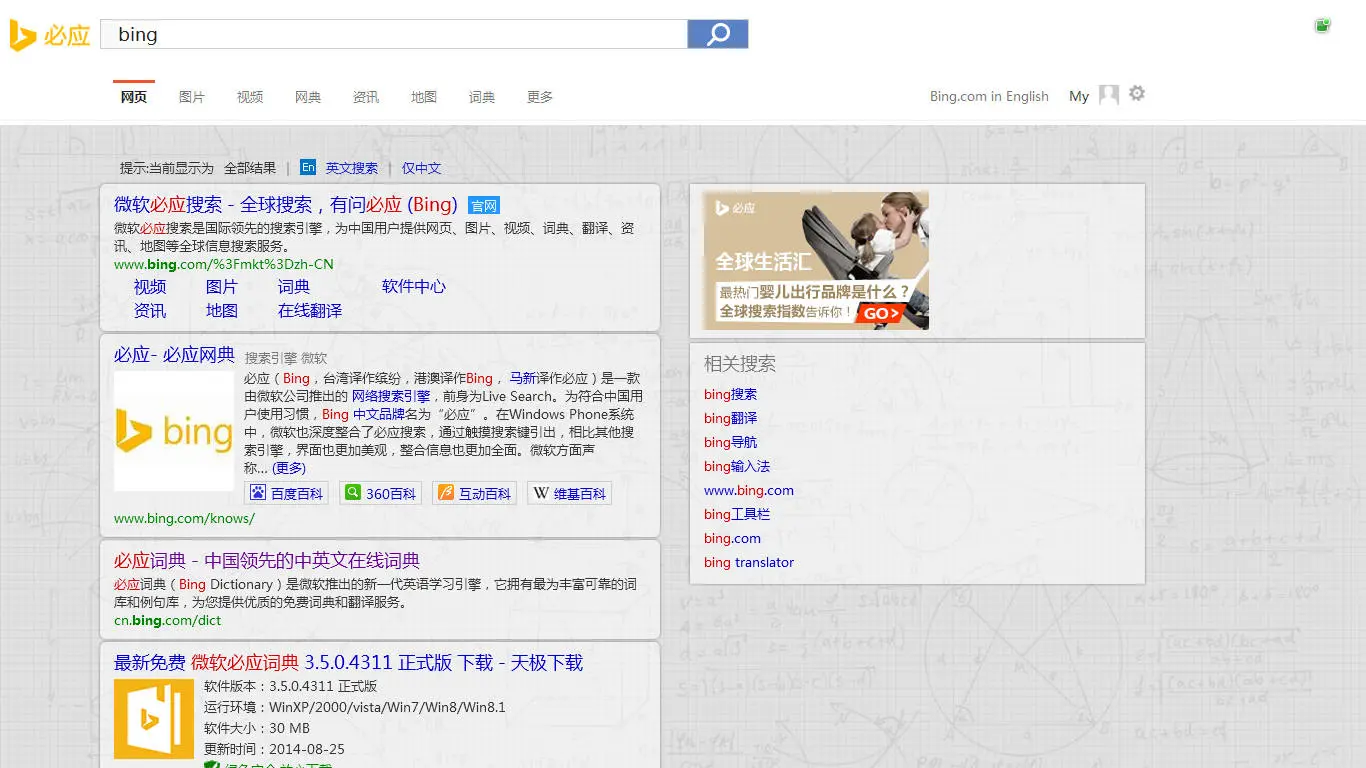 必应
bing
网页 图片 视频 网典 资讯 地图 词典 更多
Bing.com in English My
提示:当前显示为 全部结果 | En 英文搜索 | 仅中文
微软必应搜索 - 全球搜索，有问必应 (Bing) 官网
微软必应搜索是国际领先的搜索引擎，为中国用户提供网页、图片、视频、词典、翻译、资
讯、地图等全球信息搜索服务。
www.bing.com/%3Fmkt%3Dzh-CN
视频 图片 词典 软件中心
资讯 地图 在线翻译
必应- 必应网典 搜索引擎 微软
bing
必应（Bing，台湾译作缤纷，港澳译作Bing， 马新译作必应）是一款
由微软公司推出的 网络搜索引擎，前身为Live Search。为符合中国用
户使用习惯，Bing 中文品牌名为“必应”。在Windows Phone系统
中，微软也深度整合了必应搜索，通过触摸搜索键引出，相比其他搜
索引擎，界面也更加美观，整合信息也更加全面。微软方面声
称... (更多)
百度百科 360百科 互动百科 W 维基百科
www.bing.com/knows/
必应词典 - 中国领先的中英文在线词典
必应词典（Bing Dictionary）是微软推出的新一代英语学习引擎，它拥有最为丰富可靠的词
库和例句库，为您提供优质的免费词典和翻译服务。
cn.bing.com/dict
最新免费 微软必应词典 3.5.0.4311 正式版 下载 - 天极下载
软件版本：3.5.0.4311 正式版
运行环境：WinXP/2000/vista/Win7/Win8/Win8.1
软件大小：30 MB
更新时间：2014-08-25
必应
全球生活汇
最热门婴儿出行品牌是什么？
全球搜索指数告诉你！ GO >
相关搜索
bing搜索
bing翻译
bing导航
bing输入法
www.bing.com
bing工具栏
bing.com
bing translator